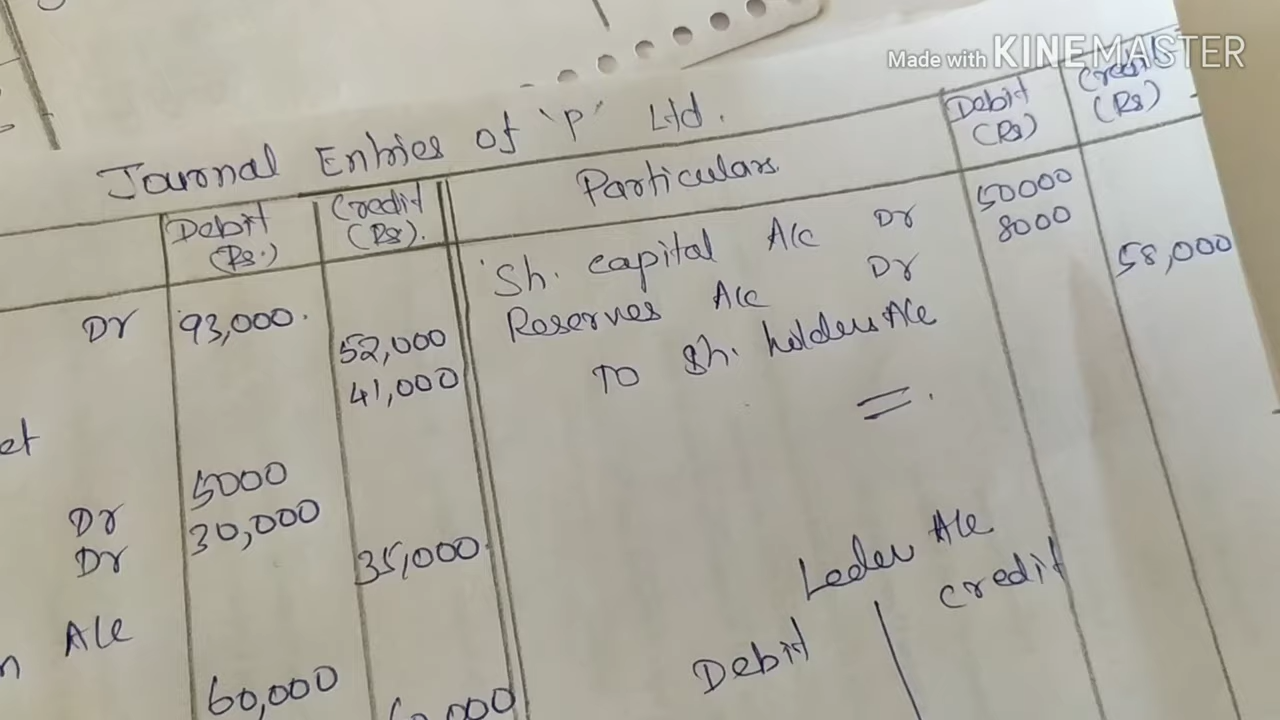 Made with KINEMASTER
Journal Entries of 'P' Ltd.
Debit (Rs.) Credit (Rs).
Dr 93,000.
52,000
41,000
et
5000
Dr 30,000
Dr
35,000
A/c
n
60,000
Particulars Debit (Rs) Credit (Rs)
Sh. capital A/c Dr 50000
Reserves A/c Dr 8000
To Sh. holders A/c 58,000
Leder A/c
Debit credit